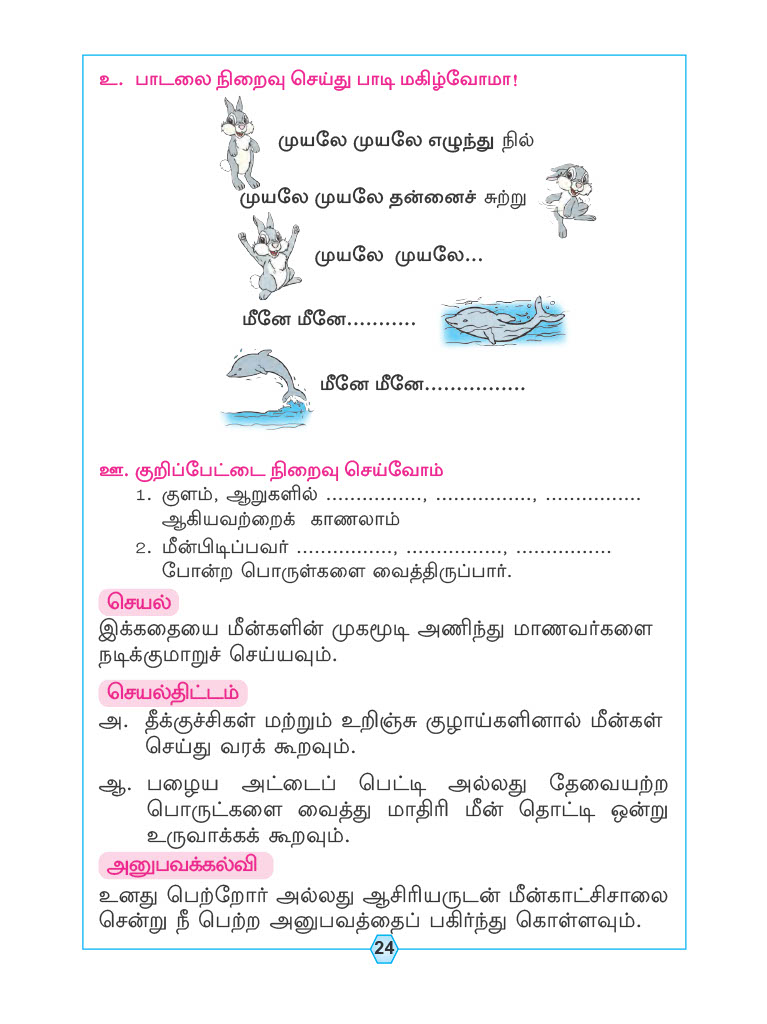 உ. பாடலை நிறைவு செய்து பாடி மகிழ்வோமா!
முயலே முயலே எழுந்து நில்
முயலே முயலே தன்னைச் சுற்று
முயலே முயலே...
மீனே மீனே...........
மீனே மீனே................
ஊ. குறிப்பேட்டை நிறைவு செய்வோம்
1. குளம், ஆறுகளில் ................, ................, ................
ஆகியவற்றைக் காணலாம்
2. மீன்பிடிப்பவர் ................, ................, ................
போன்ற பொருள்களை வைத்திருப்பார்.
செயல்
இக்கதையை மீன்களின் முகமூடி அணிந்து மாணவர்களை
நடிக்குமாறுச் செய்யவும்.
செயல்திட்டம்
அ. தீக்குச்சிகள் மற்றும் உறிஞ்சு குழாய்களினால் மீன்கள்
செய்து வரக் கூறவும்.
ஆ. பழைய அட்டைப் பெட்டி அல்லது தேவையற்ற
பொருட்களை வைத்து மாதிரி மீன் தொட்டி ஒன்று
உருவாக்கக் கூறவும்.
அனுபவக்கல்வி
உனது பெற்றோர் அல்லது ஆசிரியருடன் மீன்காட்சிசாலை
சென்று நீ பெற்ற அனுபவத்தைப் பகிர்ந்து கொள்ளவும்.
24